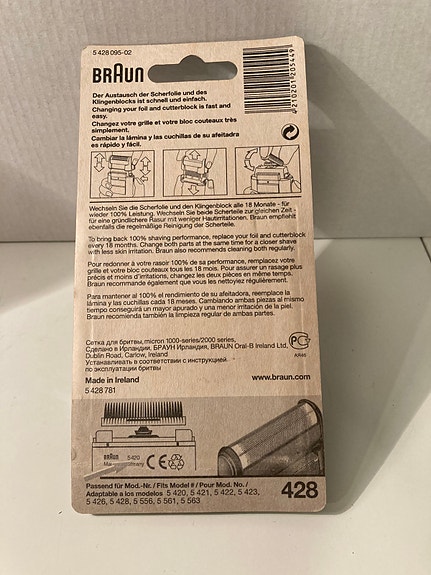 5 428 095-02
BRAUN
4 210201 205449
Der Austausch der Scherfolie und des
Klingenblocks ist schnell und einfach.
Changing your foil and cutterblock is fast and
easy.
Changez votre grille et votre bloc couteaux très
simplement.
Cambiar la lámina y las cuchillas de su afeitadora
es rápido y fácil.
Wechseln Sie die Scherfolie und den Klingenblock alle 18 Monate - für
wieder 100% Leistung. Wechseln Sie beide Scherteile zur gleichen Zeit -
für eine gründlichere Rasur mit weniger Hautirritationen. Braun empfiehlt
ebenfalls die regelmäßige Reinigung der Scherteile.
To bring back 100% shaving performance, replace your foil and cutterblock
every 18 months. Change both parts at the same time for a closer shave
with less skin irritation. Braun also recommends cleaning both regularly.
Pour redonner à votre rasoir 100% de sa performance, remplacez votre
grille et votre bloc couteaux tous les 18 mois. Pour assurer un rasage plus
précis et moins d'irritations, changez les deux pièces en même temps.
Braun recommande également que vous les nettoyez régulièrement.
Para mantener al 100% el rendimiento de su afeitadora, reemplace la
lámina y las cuchillas cada 18 meses. Cambiando ambas piezas al mismo
tiempo conseguirá un mayor apurado y una menor irritación de la piel.
Braun recomienda también la limpieza regular de ambas partes.
Сетка для бритвы, micron 1000-series/2000 series,
Сделано в Ирландии, БРАУН Ирландия, BRAUN Oral-B Ireland Ltd.,
Dublin Road, Carlow, Ireland
Устанавливать в соответствии с инструкцией
по эксплуатации бритвы
АЯ46
Made in Ireland
www.braun.com
5 428 781
BRAUN
5 420
Germany
CE
Passend für Mod.-Nr. / Fits Model # / Pour Mod. No. /
Adaptable a los modelos 5 420, 5 421, 5 422, 5 423,
5 426, 5 428, 5 556, 5 561, 5 563
428